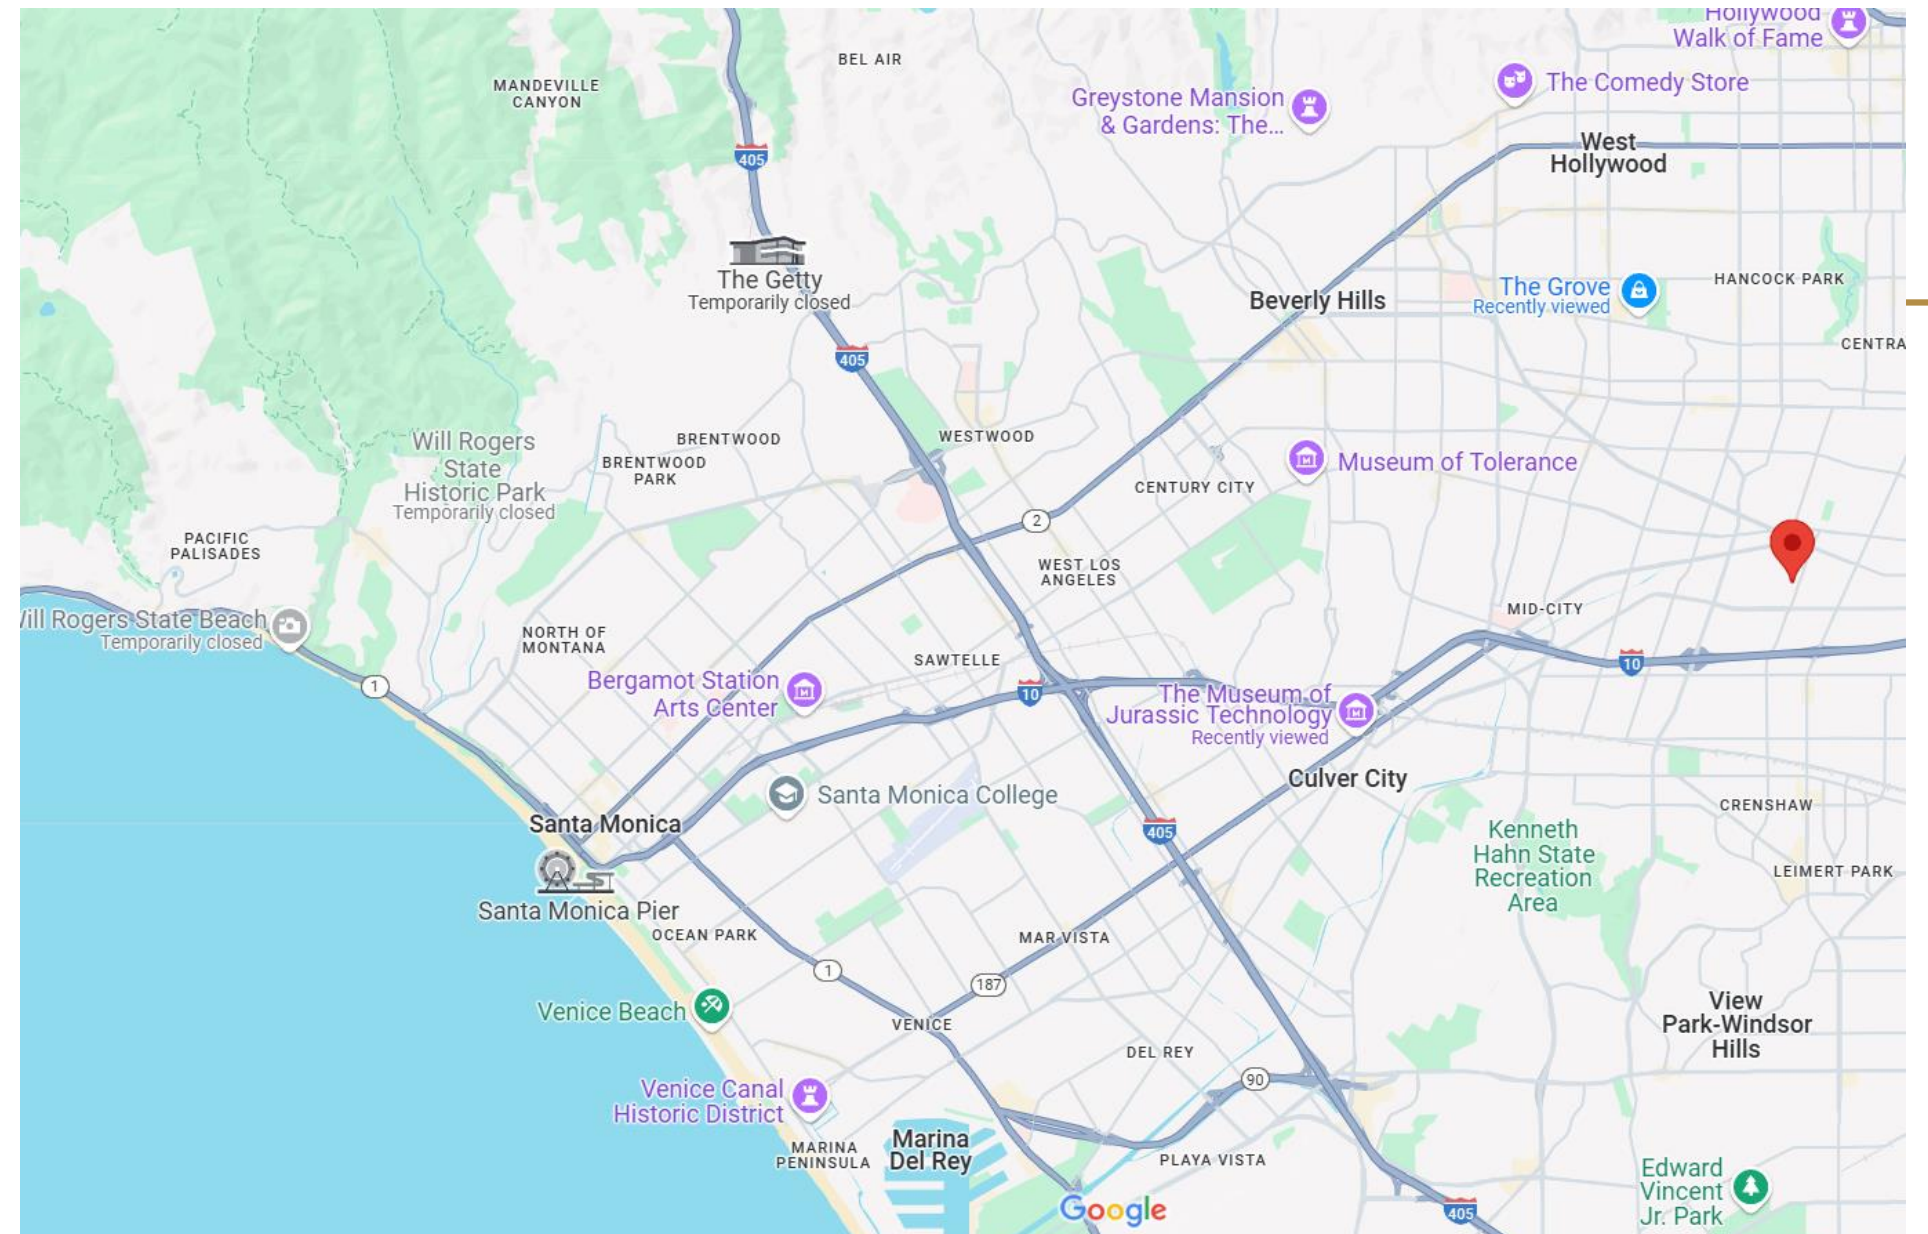 Hollywood
Walk of Fame
BEL AIR
MANDEVILLE
CANYON
The Comedy Store
Greystone Mansion
& Gardens: The...
West
Hollywood
405
The Getty
Temporarily closed
HANCOCK PARK
The Grove
Recently viewed
Beverly Hills
CENTRA
405
Will Rogers
State
Historic Park
Temporarily closed
BRENTWOOD
WESTWOOD
BRENTWOOD
PARK
Museum of Tolerance
CENTURY CITY
2
PACIFIC
PALISADES
WEST LOS
ANGELES
MID-CITY
Will Rogers State Beach
Temporarily closed
NORTH OF
MONTANA
SAWTELLE
10
1
Bergamot Station
Arts Center
10
The Museum of
Jurassic Technology
Recently viewed
Culver City
Santa Monica College
CRENSHAW
Santa Monica
405
Kenneth
Hahn State
Recreation
Area
LEIMERT PARK
Santa Monica Pier
OCEAN PARK
MAR VISTA
1
187
Venice Beach
VENICE
View
Park-Windsor
Hills
DEL REY
90
Venice Canal
Historic District
MARINA
PENINSULA
Marina
Del Rey
PLAYA VISTA
Edward
Vincent
Jr. Park
Google
405